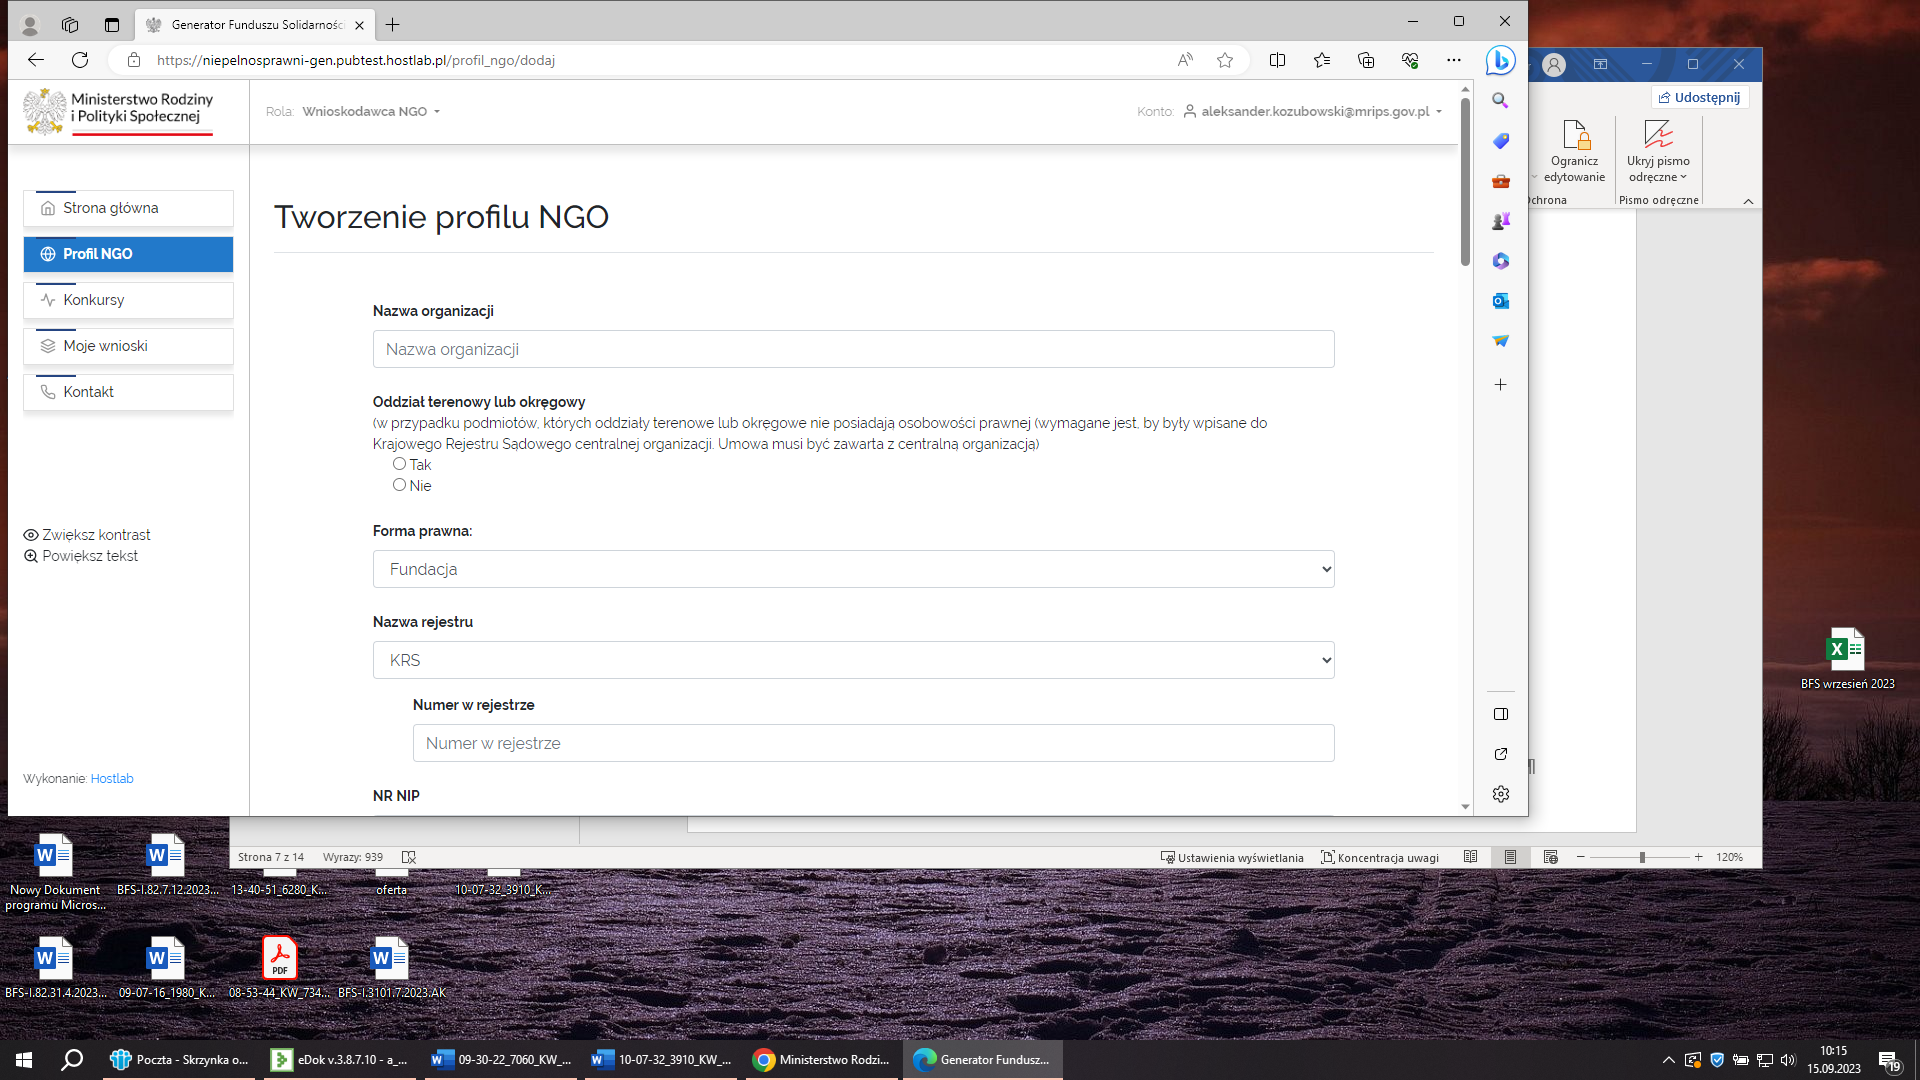 Generator Funduszu Solidarności
https://niepelnosprawni-gen.pubtest.hostlab.pl/profil_ngo/dodaj
Ministerstwo Rodziny
i Polityki Społecznej
Rola: Wnioskodawca NGO
Konto: aleksander.kozubowski@mrips.gov.pl
Strona główna
Profil NGO
Konkursy
Moje wnioski
Kontakt
Zwiększ kontrast
Powiększ tekst
Wykonanie: Hostlab
Tworzenie profilu NGO
Nazwa organizacji
Nazwa organizacji
Oddział terenowy lub okręgowy
(w przypadku podmiotów, których oddziały terenowe lub okręgowe nie posiadają osobowości prawnej (wymagane jest, by były wpisane do
Krajowego Rejestru Sądowego centralnej organizacji. Umowa musi być zawarta z centralną organizacją)
Tak
Nie
Forma prawna:
Fundacja
Nazwa rejestru
KRS
Numer w rejestrze
Numer w rejestrze
NR NIP
Udostępnij
Ogranicz
edytowanie
Ukryj pismo
odręczne
Pismo odręczne
BFS wrzesień 2023
Strona 7 z 14
Wyrazy: 939
Ustawienia wyświetlania
Koncentracja uwagi
120%
Nowy Dokument
programu Micros...
BFS-I.82.7.12.2023...
13-40-51_6280_K...
oferta
10-07-32_3910_K...
BFS-I.82.31.4.2023...
09-07-16_1980_K...
PDF
08-53-44_KW_734...
BFS-I.3101.7.2023.AK
Poczta - Skrzynka o...
eDok v.3.8.7.10 - a_...
09-30-22_7060_KW_...
10-07-32_3910_KW_...
Ministerstwo Rodzi...
Generator Fundusz...
10:15
15.09.2023
19